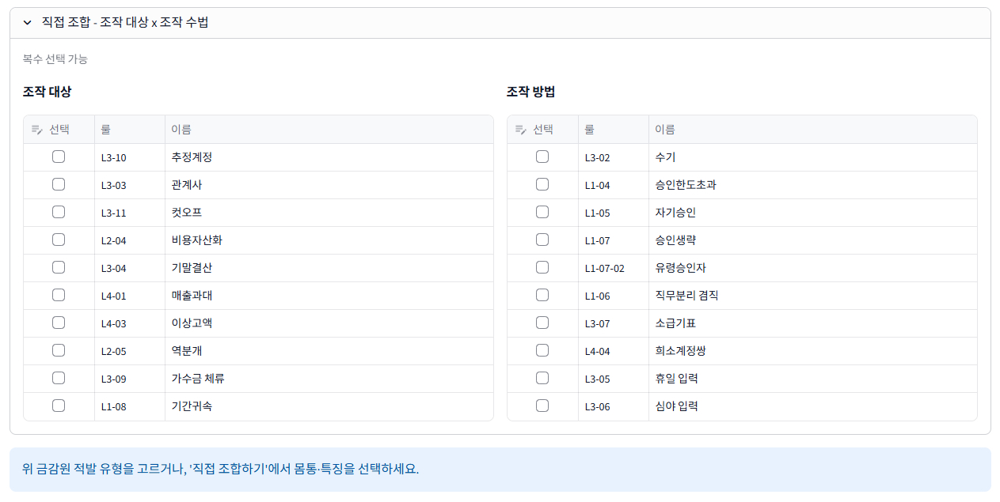 직접 조합 - 조작 대상 x 조작 수법
복수 선택 가능
조작 대상
선택 룰 이름
L3-10 추정계정
L3-03 관계사
L3-11 컷오프
L2-04 비용자산화
L3-04 기말결산
L4-01 매출과대
L4-03 이상고액
L2-05 역분개
L3-09 가수금 체류
L1-08 기간귀속
조작 방법
선택 룰 이름
L3-02 수기
L1-04 승인한도초과
L1-05 자기승인
L1-07 승인생략
L1-07-02 유령승인자
L1-06 직무분리 겸직
L3-07 소급기표
L4-04 희소계정쌍
L3-05 휴일 입력
L3-06 심야 입력
위 금감원 적발 유형을 고르거나, '직접 조합하기'에서 몸통·특징을 선택하세요.